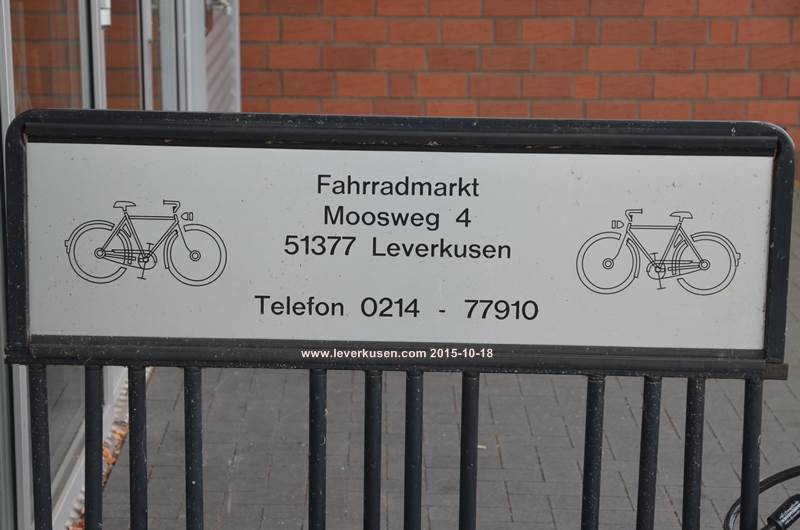 Fahrradmarkt
Moosweg 4
51377 Leverkusen
Telefon 0214 - 77910
www.leverkusen.com 2015-10-18